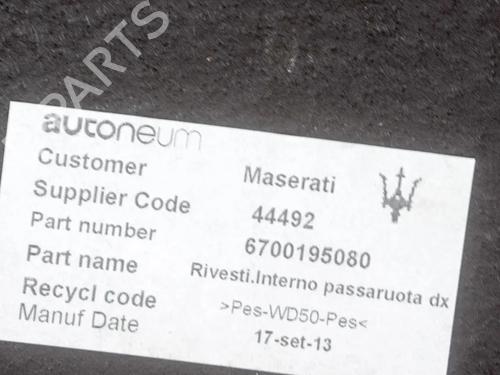 PARTS
autoneum
Customer Maserati
Supplier Code 44492
Part number 6700195080
Part name Rivesti.Interno passaruota dx
Recycl code >Pes-WD50-Pes<
Manuf Date 17-set-13